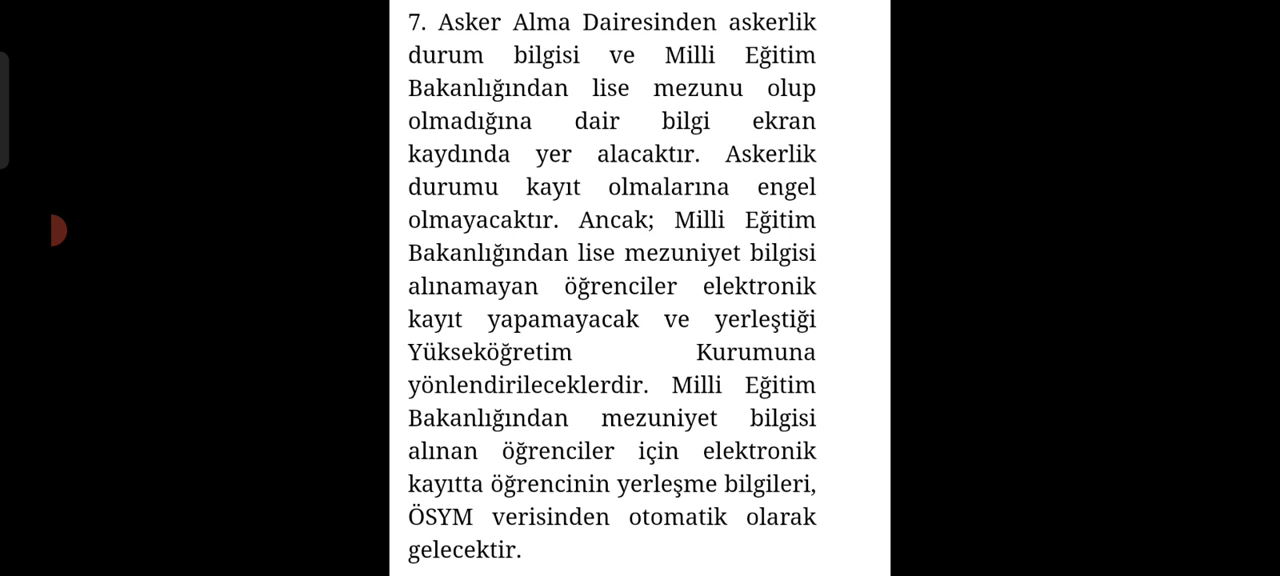 7. Asker Alma Dairesinden askerlik
durum bilgisi ve Milli Eğitim
Bakanlığından lise mezunu olup
olmadığına dair bilgi ekran
kaydında yer alacaktır. Askerlik
durumu kayıt olmalarına engel
olmayacaktır. Ancak; Milli Eğitim
Bakanlığından lise mezuniyet bilgisi
alınamayan öğrenciler elektronik
kayıt yapamayacak ve yerleştiği
Yükseköğretim Kurumuna
yönlendirileceklerdir. Milli Eğitim
Bakanlığından mezuniyet bilgisi
alınan öğrenciler için elektronik
kayıtta öğrencinin yerleşme bilgileri,
ÖSYM verisinden otomatik olarak
gelecektir.